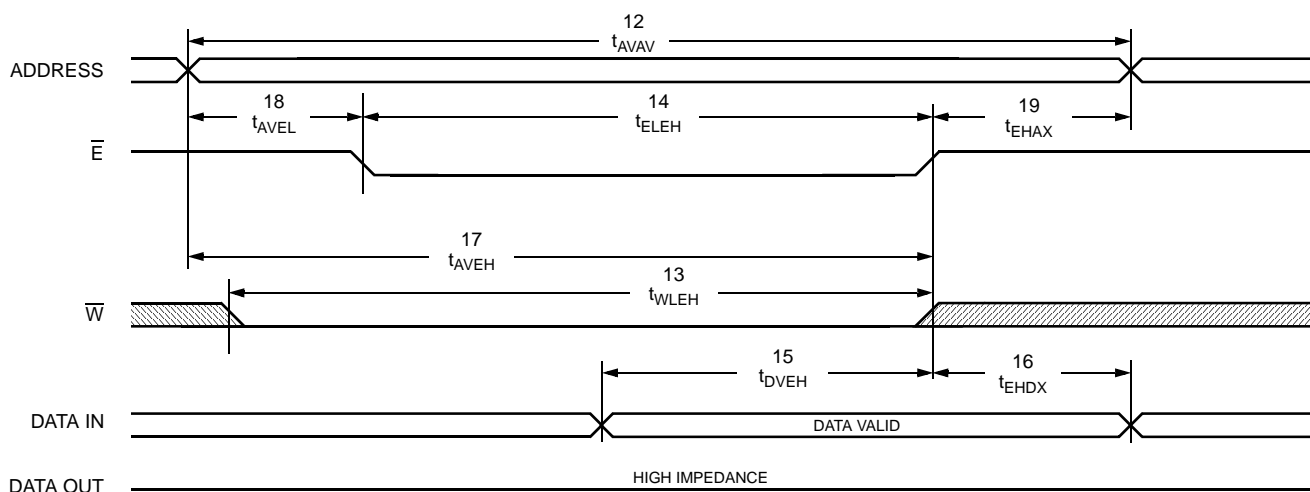 12
tAVAV
ADDRESS
18
tAVEL
14
tELEH
19
tEHAX
E̅
17
tAVEH
13
tWLEH
W̅
15
tDVEH
16
tEHDX
DATA IN
DATA VALID
DATA OUT
HIGH IMPEDANCE